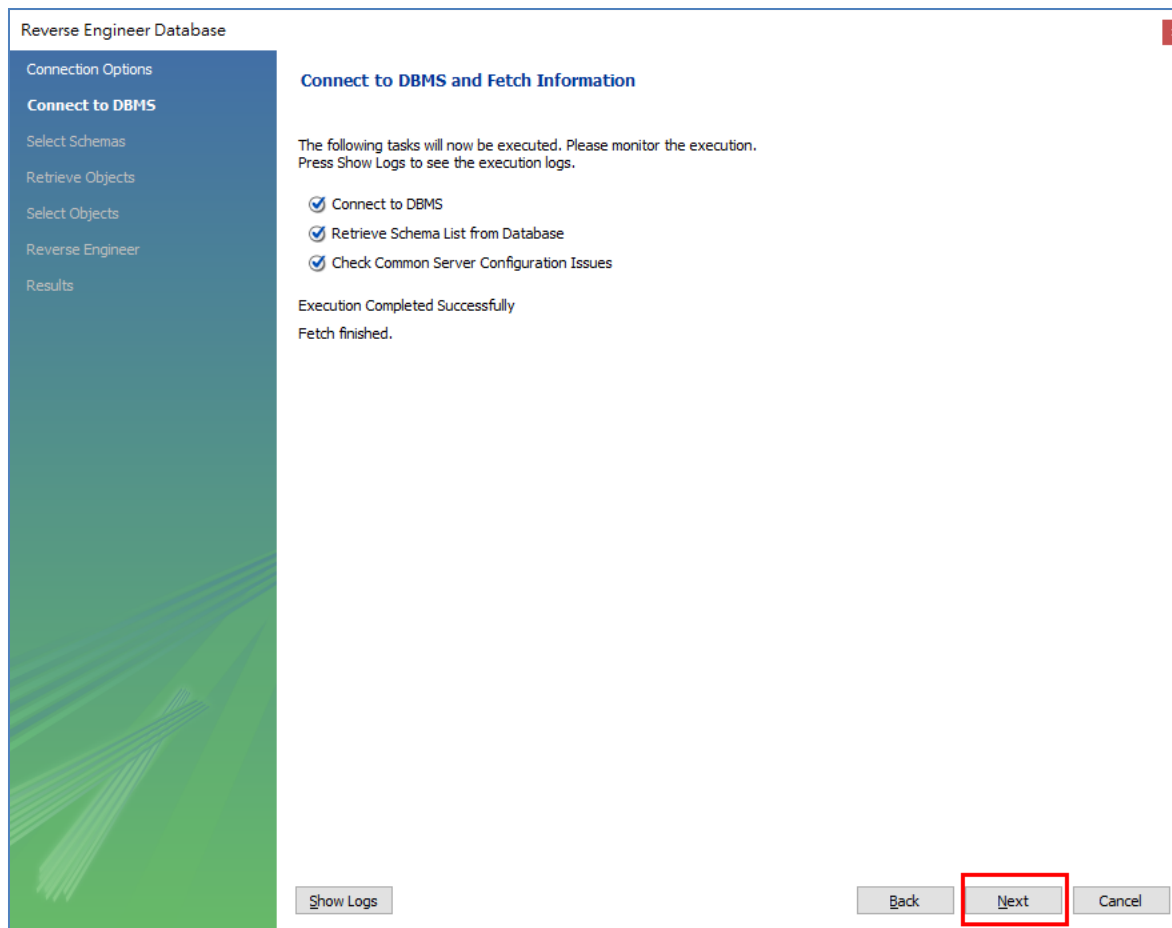 Reverse Engineer Database
Connection Options
Connect to DBMS
Select Schemas
Retrieve Objects
Select Objects
Reverse Engineer
Results
Connect to DBMS and Fetch Information
The following tasks will now be executed. Please monitor the execution.
Press Show Logs to see the execution logs.
Connect to DBMS
Retrieve Schema List from Database
Check Common Server Configuration Issues
Execution Completed Successfully
Fetch finished.
Show Logs
Back
Next
Cancel